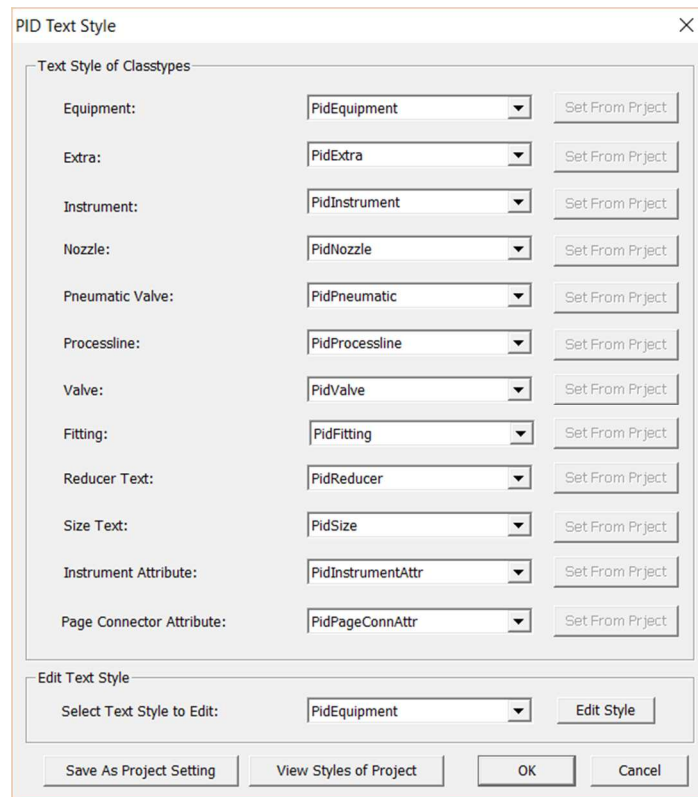 PID Text Style
Text Style of Classtypes
Equipment: PidEquipment Set From Prject
Extra: PidExtra Set From Prject
Instrument: PidInstrument Set From Prject
Nozzle: PidNozzle Set From Prject
Pneumatic Valve: PidPneumatic Set From Prject
Processline: PidProcessline Set From Prject
Valve: PidValve Set From Prject
Fitting: PidFitting Set From Prject
Reducer Text: PidReducer Set From Prject
Size Text: PidSize Set From Prject
Instrument Attribute: PidInstrumentAttr Set From Prject
Page Connector Attribute: PidPageConnAttr Set From Prject
Edit Text Style
Select Text Style to Edit: PidEquipment Edit Style
Save As Project Setting View Styles of Project OK Cancel